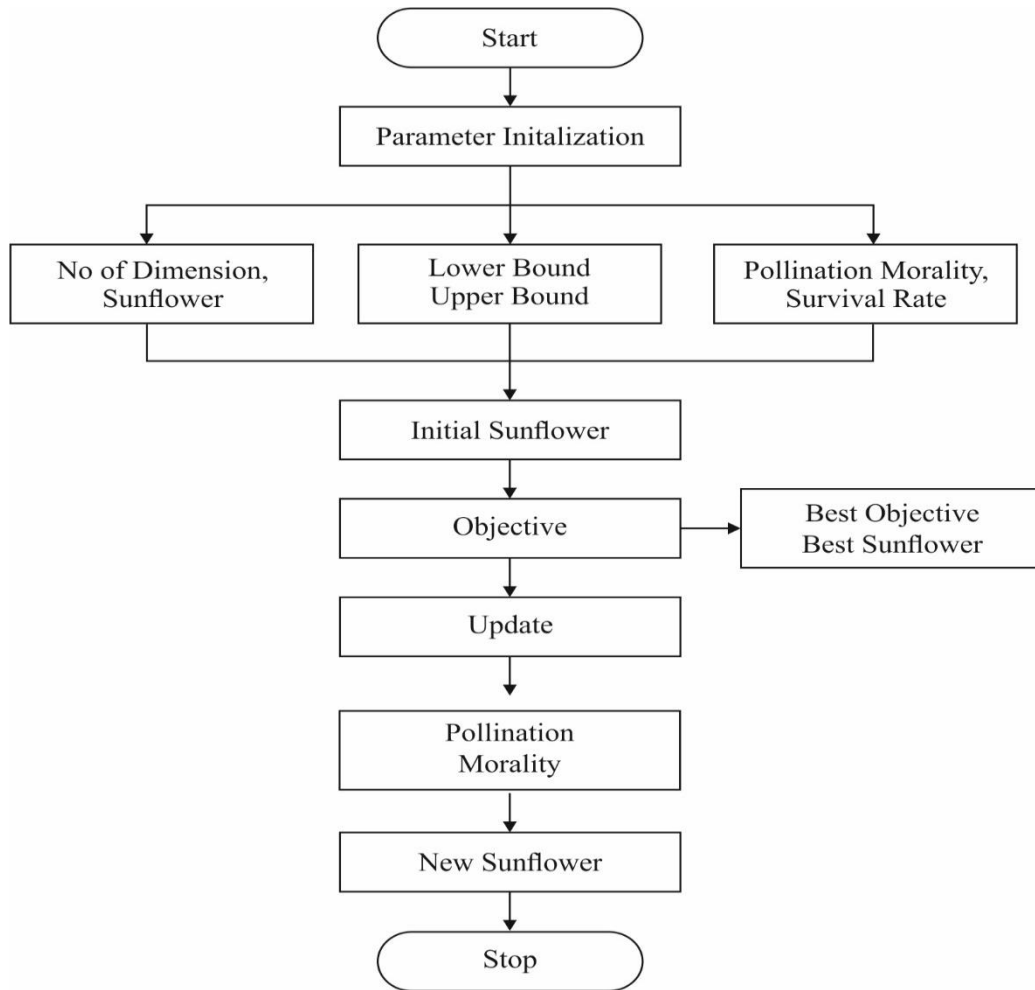 Start
Parameter Initalization
No of Dimension,
Sunflower
Lower Bound
Upper Bound
Pollination Morality,
Survival Rate
Initial Sunflower
Objective
Best Objective
Best Sunflower
Update
Pollination
Morality
New Sunflower
Stop